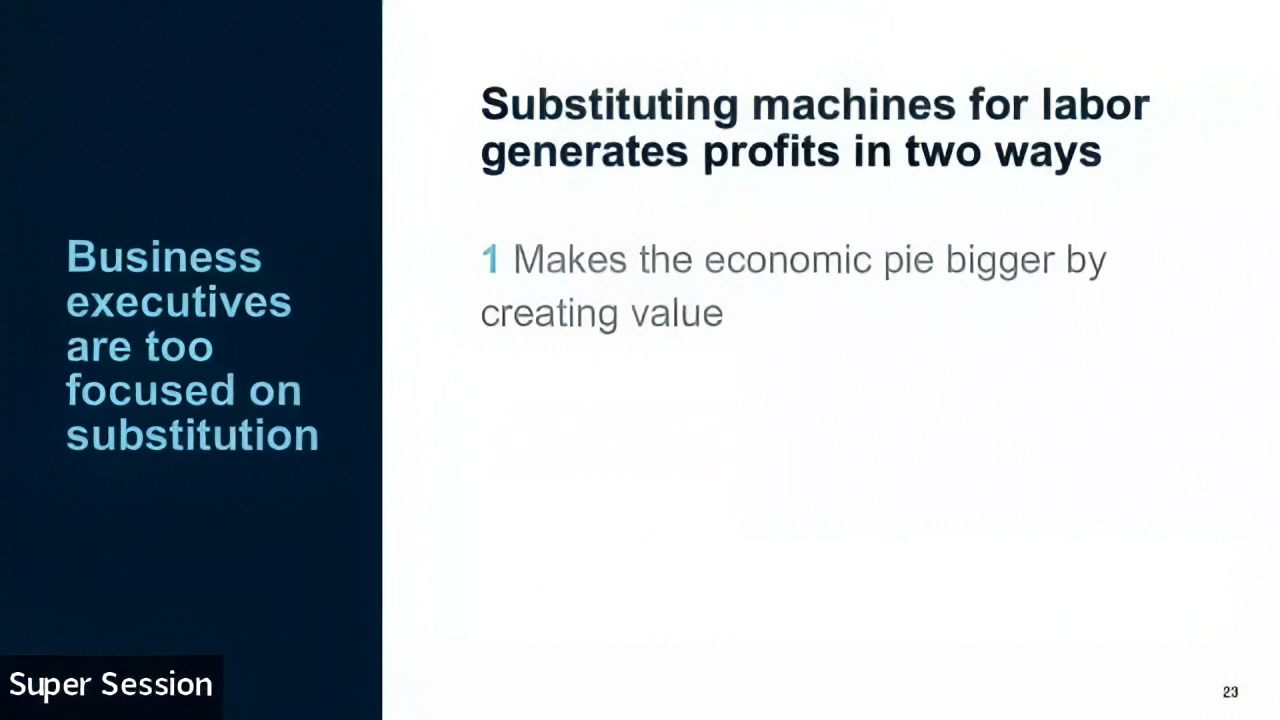 Business
executives
are too
focused on
substitution
Substituting machines for labor
generates profits in two ways
1 Makes the economic pie bigger by
creating value
Super Session
23